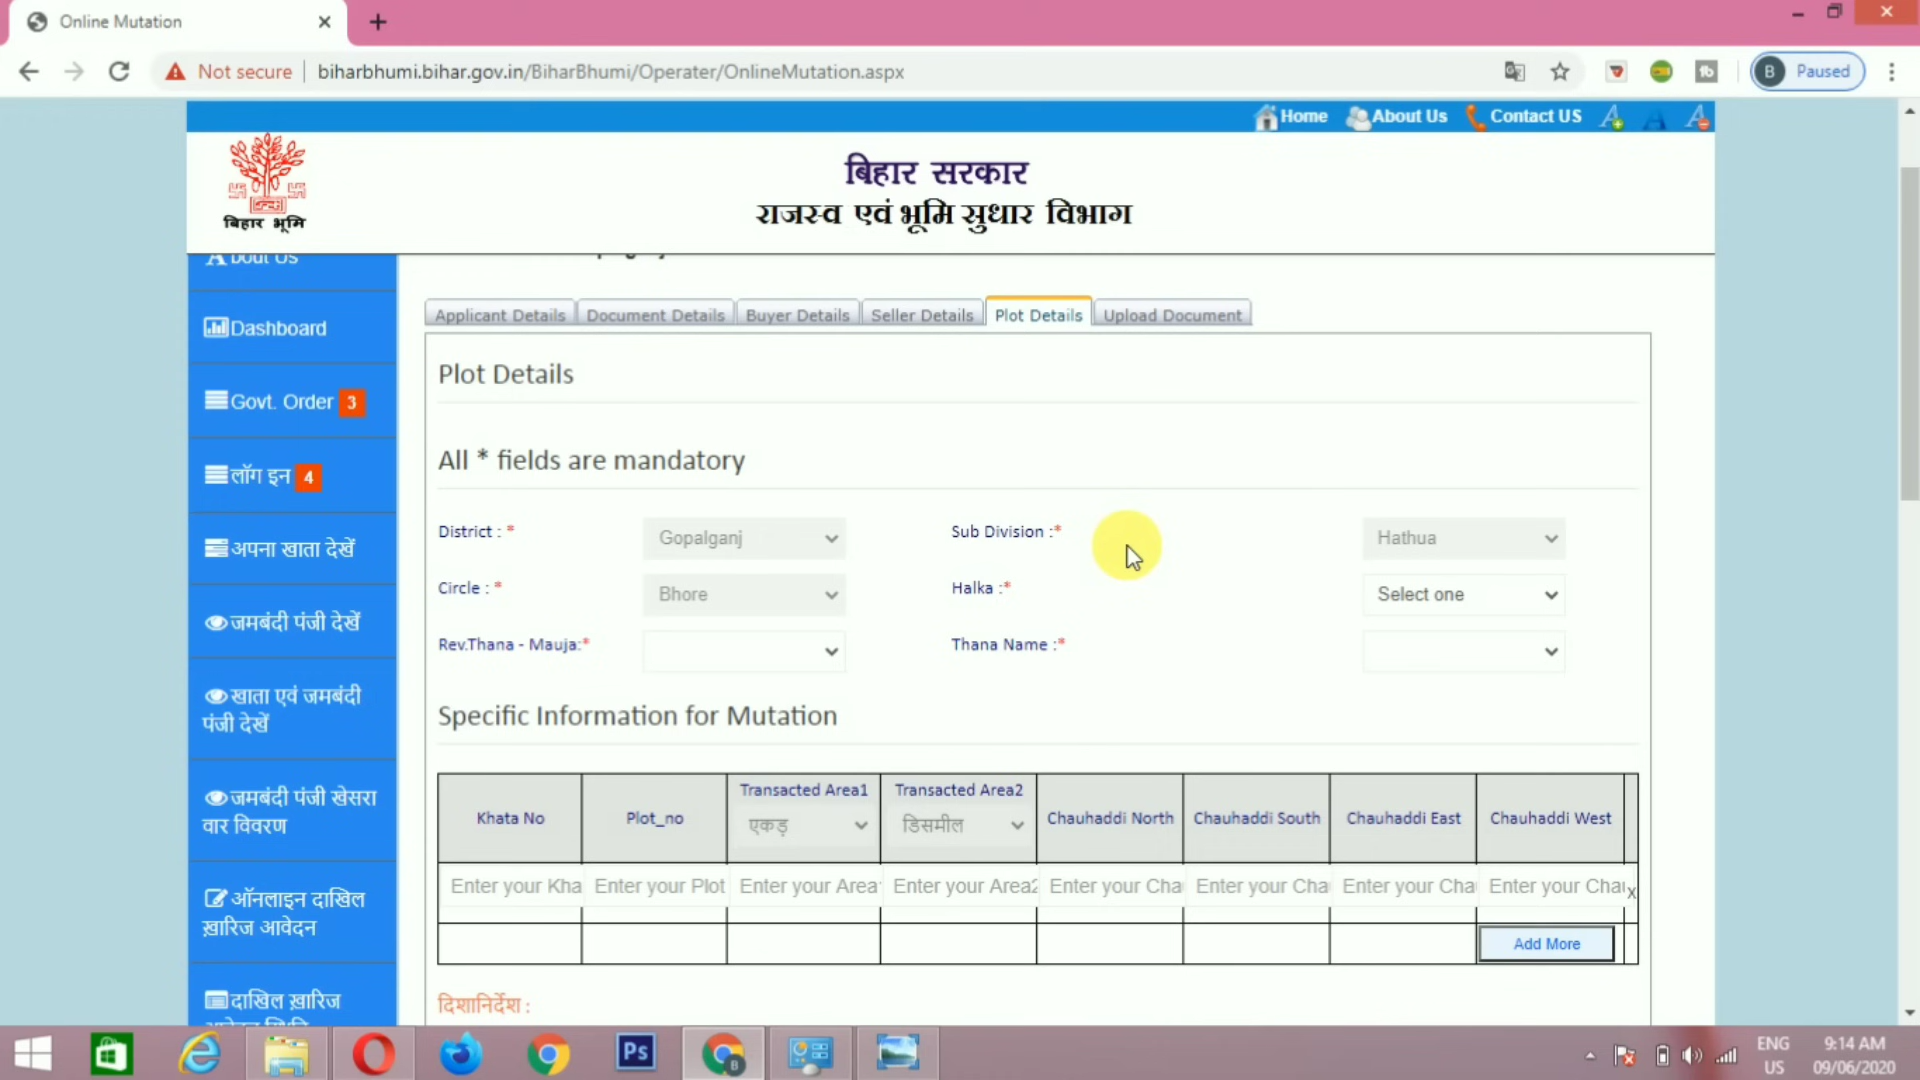 Online Mutation
Not secure
biharbhumi.bihar.gov.in/BiharBhumi/Operater/OnlineMutation.aspx
B Paused
Home About Us Contact US A A A
बिहार भूमि
बिहार सरकार
राजस्व एवं भूमि सुधार विभाग
About Us
Dashboard
Govt. Order 3
लॉग इन 4
अपना खाता देखें
जमबंदी पंजी देखें
खाता एवं जमबंदी
पंजी देखें
जमबंदी पंजी खेसरा
वार विवरण
ऑनलाइन दाखिल
ख़ारिज आवेदन
दाखिल ख़ारिज
Applicant Details Document Details Buyer Details Seller Details Plot Details Upload Document
Plot Details
All * fields are mandatory
District : * Gopalganj Sub Division :* Hathua
Circle : * Bhore Halka :* Select one
Rev.Thana - Mauja:* Thana Name :*
Specific Information for Mutation
Khata No Plot_no Transacted Area1 एकड़ Transacted Area2 डिसमील Chauhaddi North Chauhaddi South Chauhaddi East Chauhaddi West
Enter your Kha Enter your Plot Enter your Area Enter your Area2 Enter your Cha Enter your Cha Enter your Cha Enter your Chau x
Add More
दिशानिर्देश :
Ps
B
ENG
US
9:14 AM
09/06/2020